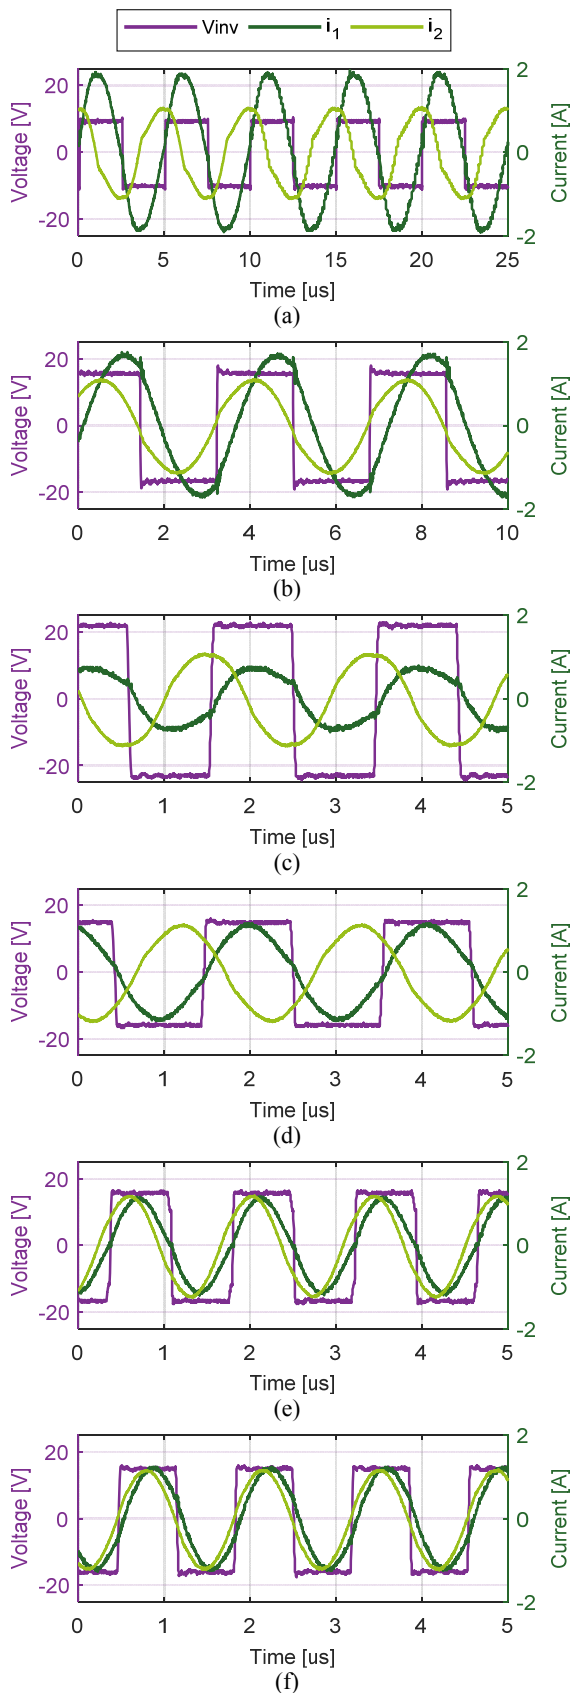 Vinv i1 i2
20
0
-20
Voltage [V]
2
0
-2
Current [A]
0 5 10 15 20 25
Time [us]
(a)
20
0
-20
Voltage [V]
2
0
-2
Current [A]
0 2 4 6 8 10
Time [us]
(b)
20
0
-20
Voltage [V]
2
0
-2
Current [A]
0 1 2 3 4 5
Time [us]
(c)
20
0
-20
Voltage [V]
2
0
-2
Current [A]
0 1 2 3 4 5
Time [us]
(d)
20
0
-20
Voltage [V]
2
0
-2
Current [A]
0 1 2 3 4 5
Time [us]
(e)
20
0
-20
Voltage [V]
2
0
-2
Current [A]
0 1 2 3 4 5
Time [us]
(f)